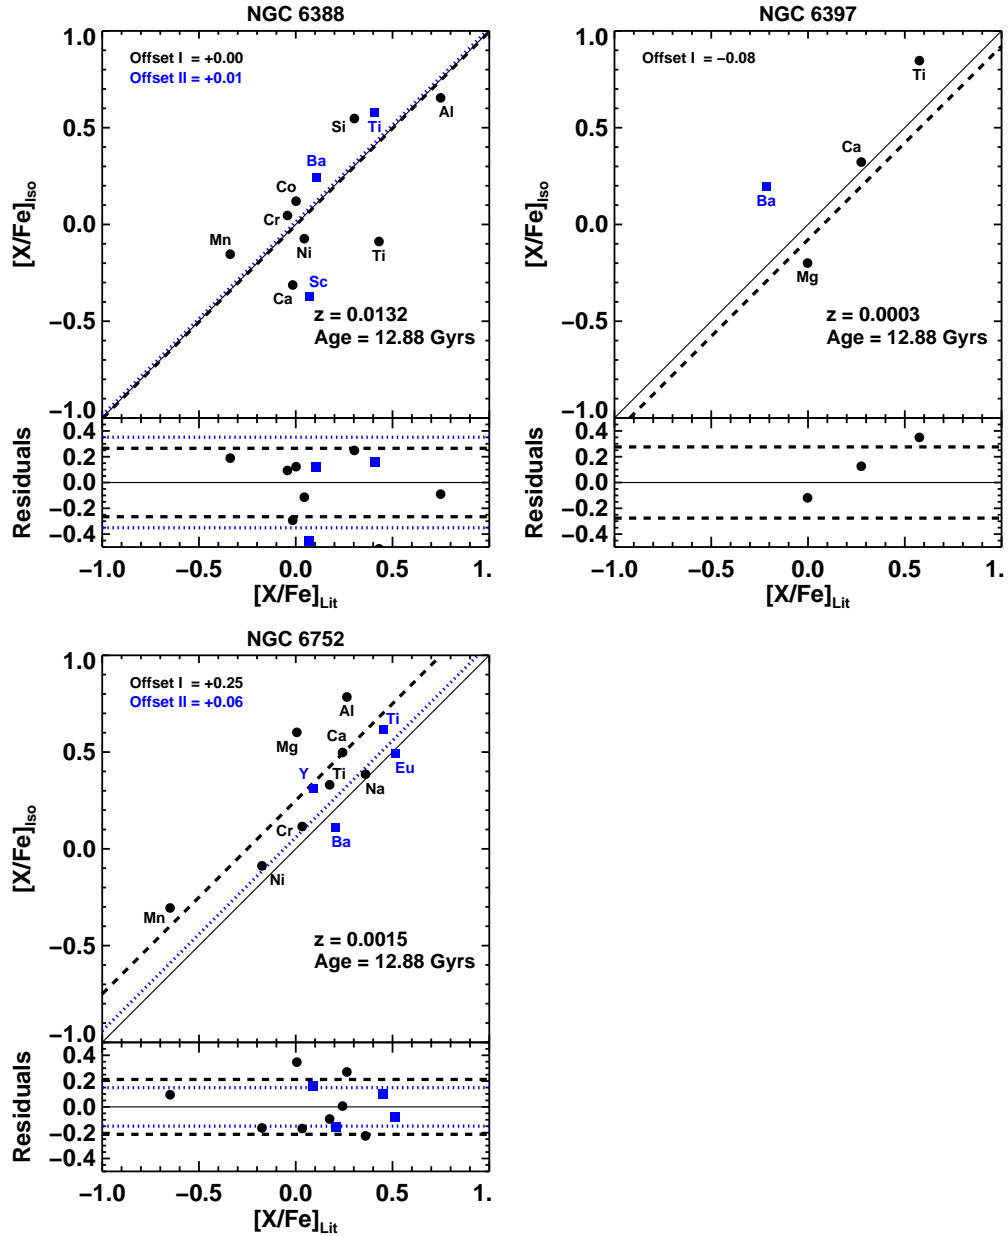 NGC 6388
1.0
Offset I = +0.00
Offset II = +0.01
Al
Si
Ti
0.5
Ba
Co
Cr
0.0
Mn
Ni
Ti
Ca
Sc
z = 0.0132
Age = 12.88 Gyrs
−0.5
−1.0
[X/Fe]Iso
0.4
0.2
0.0
−0.2
−0.4
Residuals
−1.0 −0.5 0.0 0.5 1.
[X/Fe]Lit
NGC 6397
1.0
Offset I = −0.08
Ti
0.5
Ca
Ba
0.0
Mg
z = 0.0003
Age = 12.88 Gyrs
−0.5
−1.0
[X/Fe]Iso
0.4
0.2
0.0
−0.2
−0.4
Residuals
−1.0 −0.5 0.0 0.5 1.
[X/Fe]Lit
NGC 6752
1.0
Offset I = +0.25
Offset II = +0.06
Al
Ti
Mg
Ca
0.5
Y
Ti
Eu
Na
Cr
Ba
0.0
Ni
Mn
z = 0.0015
Age = 12.88 Gyrs
−0.5
−1.0
[X/Fe]Iso
0.4
0.2
0.0
−0.2
−0.4
Residuals
−1.0 −0.5 0.0 0.5 1.
[X/Fe]Lit